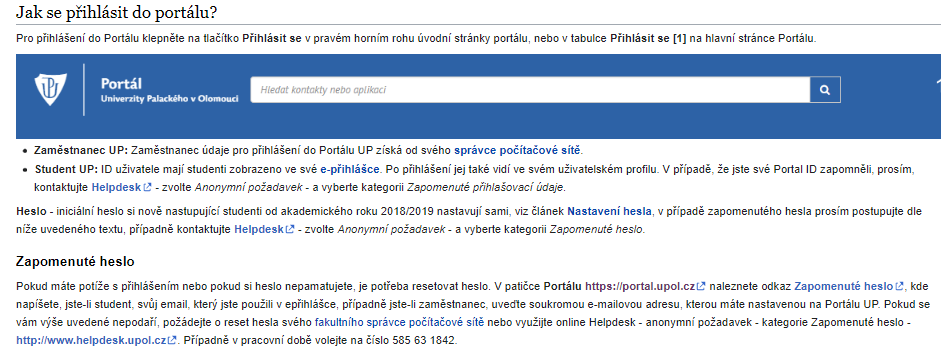 Jak se přihlásit do portálu?
Pro přihlášení do Portálu klepněte na tlačítko Přihlásit se v pravém horním rohu úvodní stránky portálu, nebo v tabulce Přihlásit se [1] na hlavní stránce Portálu.
UP
Portál
Univerzity Palackého v Olomouci
Hledat kontakty nebo aplikaci
• Zaměstnanec UP: Zaměstnanec údaje pro přihlášení do Portálu UP získá od svého správce počítačové sítě.
• Student UP: ID uživatele mají studenti zobrazeno ve své e-přihlášce. Po přihlášení jej také vidí ve svém uživatelském profilu. V případě, že jste své Portal ID zapomněli, prosím,
kontaktujte Helpdesk - zvolte Anonymní požadavek - a vyberte kategorii Zapomenuté přihlašovací údaje.
Heslo - iniciální heslo si nově nastupující studenti od akademického roku 2018/2019 nastavují sami, viz článek Nastavení hesla, v případě zapomenutého hesla prosím postupujte dle
níže uvedeného textu, případně kontaktujte Helpdesk - zvolte Anonymní požadavek - a vyberte kategorii Zapomenuté heslo.
Zapomenuté heslo
Pokud máte potíže s přihlášením nebo pokud si heslo nepamatujete, je potřeba resetovat heslo. V patičce Portálu https://portal.upol.cz naleznete odkaz Zapomenuté heslo, kde
napíšete, jste-li student, svůj email, který jste použili v epřihlášce, případně jste-li zaměstnanec, uveďte soukromou e-mailovou adresu, kterou máte nastavenou na Portálu UP. Pokud se
vám výše uvedené nepodaří, požádejte o reset hesla svého fakultního správce počítačové sítě nebo využijte online Helpdesk - anonymní požadavek - kategorie Zapomenuté heslo -
http://www.helpdesk.upol.cz. Případně v pracovní době volejte na číslo 585 63 1842.